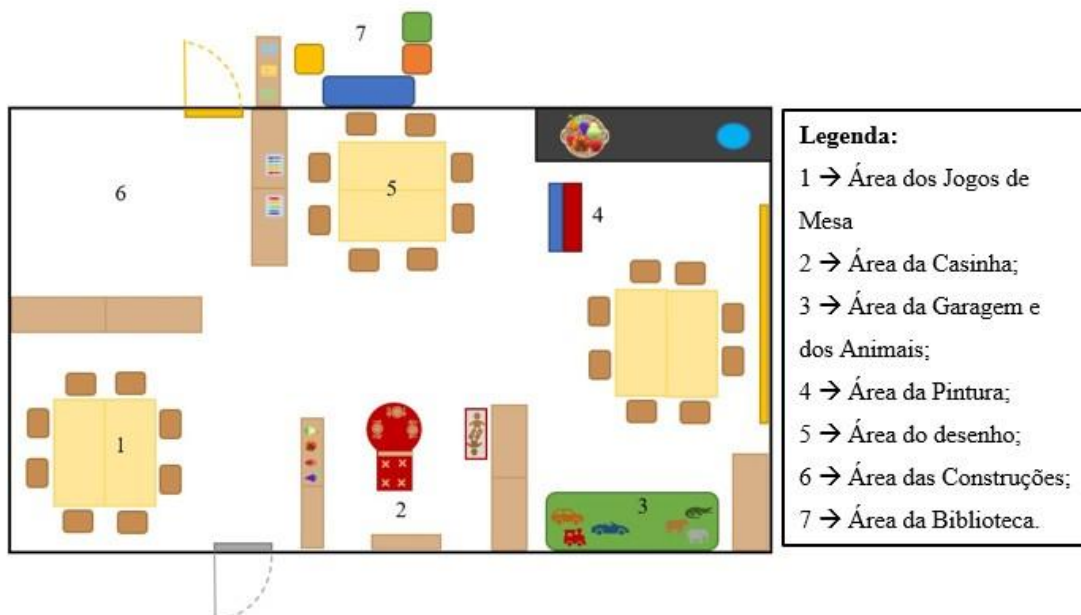 7
6
5
4
1
2
3
Legenda:
1 → Área dos Jogos de
Mesa
2 → Área da Casinha;
3 → Área da Garagem e
dos Animais;
4 → Área da Pintura;
5 → Área do desenho;
6 → Área das Construções;
7 → Área da Biblioteca.